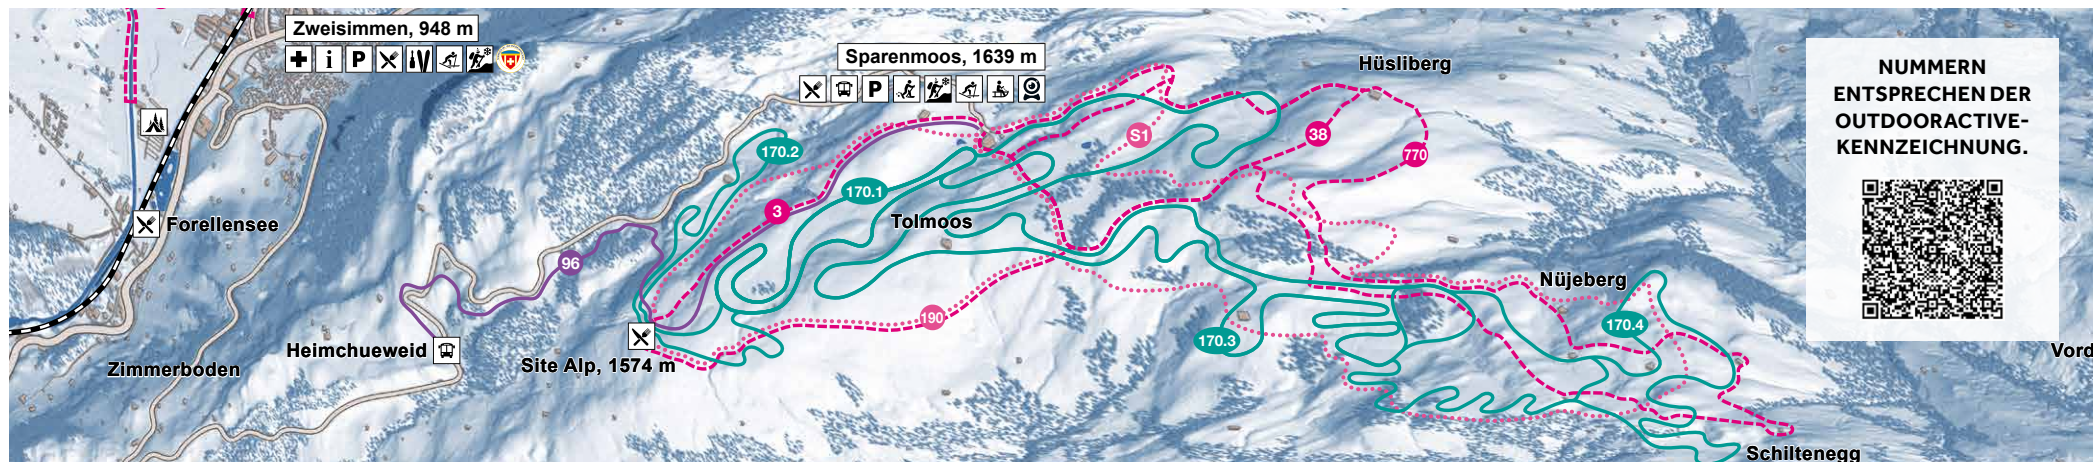 Zweisimmen, 948 m
i P
Sparenmoos, 1639 m
P
Hüsliberg
NUMMERN
ENTSPRECHEN DER
OUTDOORACTIVE-
KENNZEICHNUNG.
170.2
S1
38
770
170.1
3
Tolmoos
Forellensee
96
Nüjeberg
190
170.4
170.3
Heimchueweid
Site Alp, 1574 m
Zimmerboden
Vord
Schiltenegg